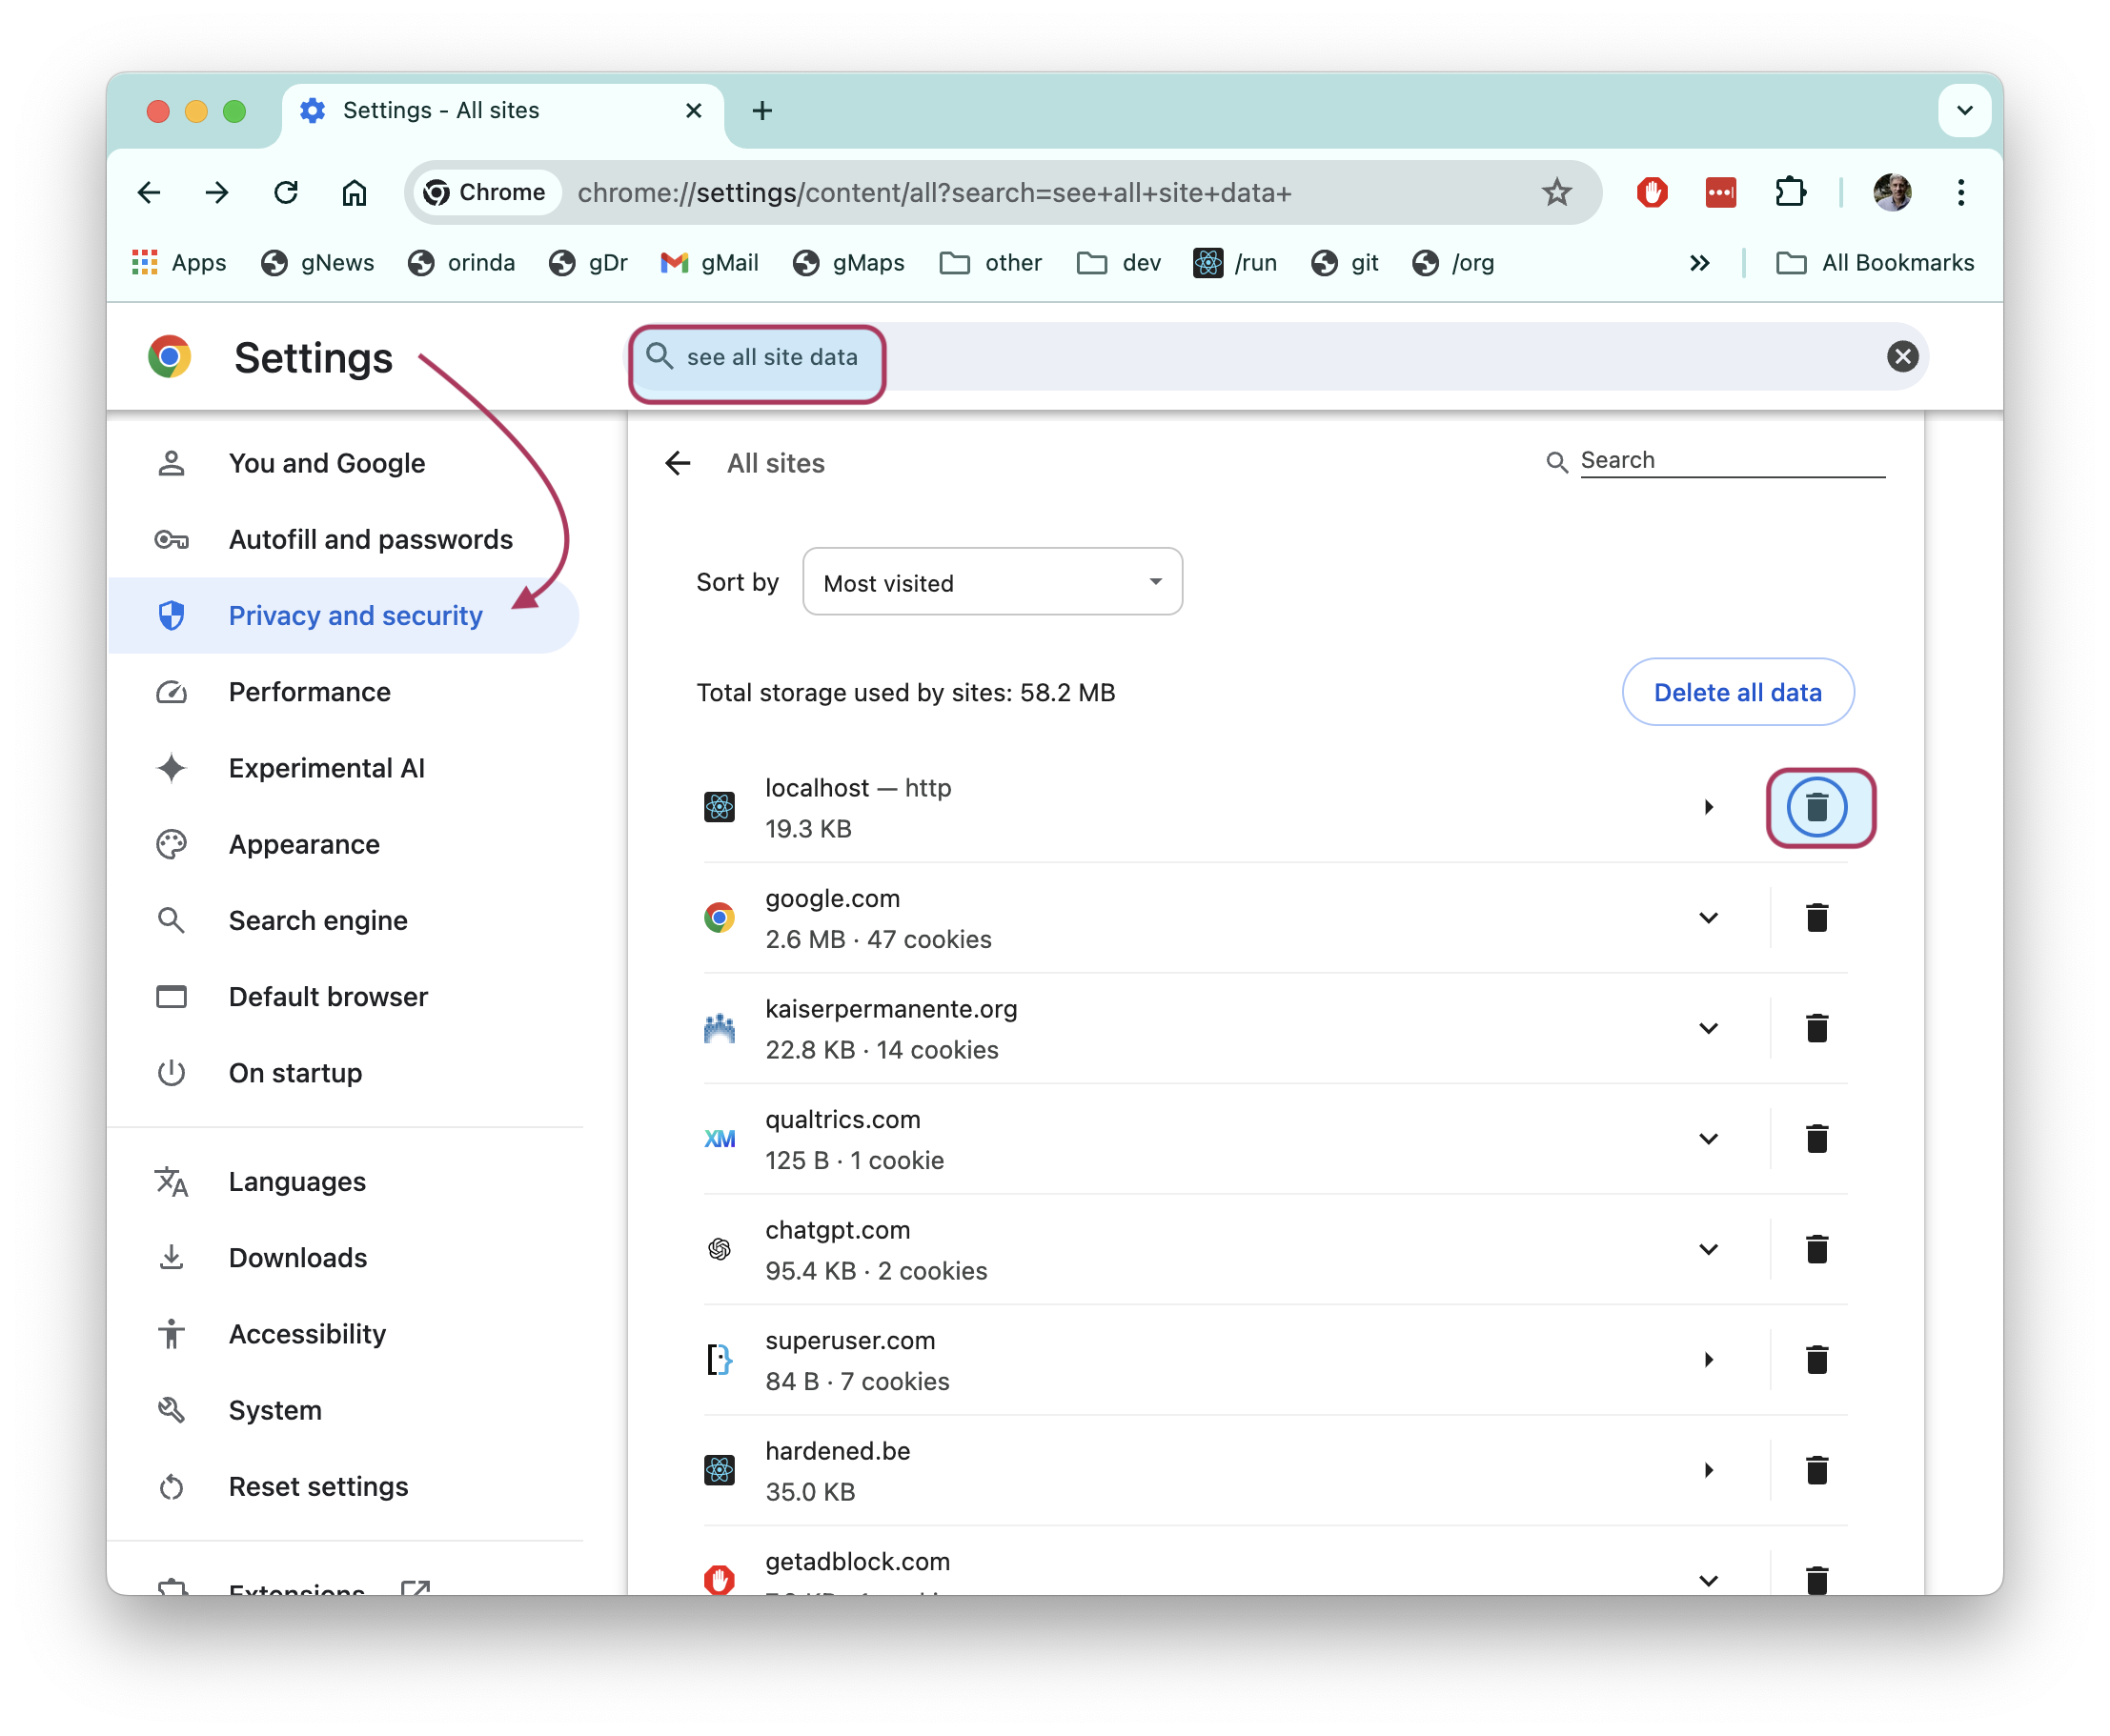 Settings - All sites
Chrome
chrome://settings/content/all?search=see+all+site+data+
Apps
gNews
orinda
gDr
gMail
gMaps
other
dev
/run
git
/org
All Bookmarks
Settings
see all site data
You and Google
Autofill and passwords
Privacy and security
Performance
Experimental AI
Appearance
Search engine
Default browser
On startup
Languages
Downloads
Accessibility
System
Reset settings
Extensions
All sites
Search
Sort by
Most visited
Total storage used by sites: 58.2 MB
Delete all data
localhost — http
19.3 KB
google.com
2.6 MB · 47 cookies
kaiserpermanente.org
22.8 KB · 14 cookies
XM
qualtrics.com
125 B · 1 cookie
chatgpt.com
95.4 KB · 2 cookies
superuser.com
84 B · 7 cookies
hardened.be
35.0 KB
getadblock.com